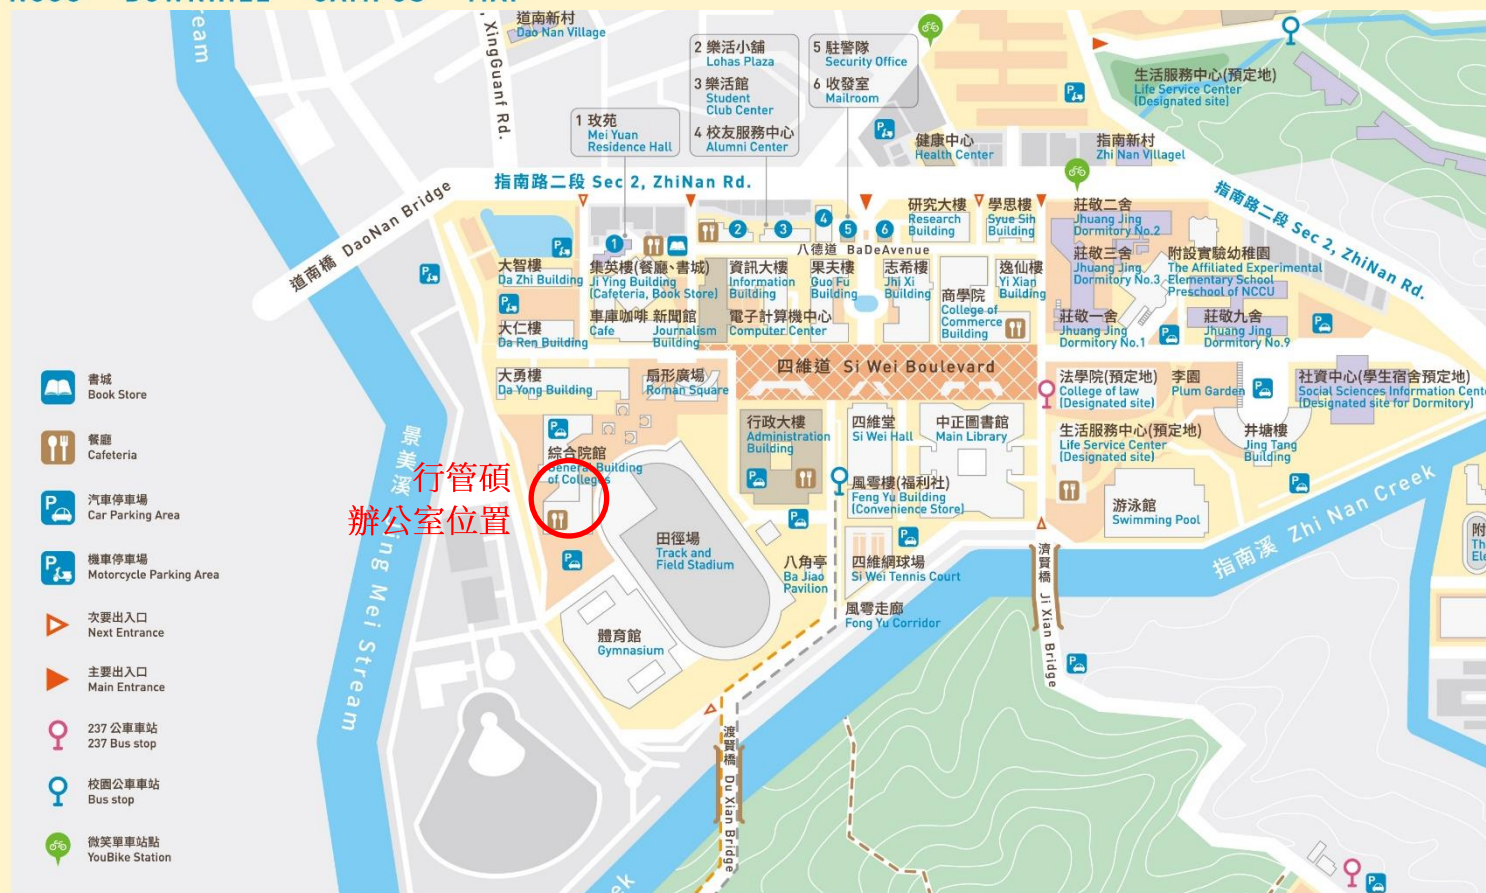 道南新村
Dao Nan Village
XingGuanf Rd.
2 樂活小舖
Lohas Plaza
3 樂活館
Student
Club Center
4 校友服務中心
Alumni Center
5 駐警隊
Security Office
6 收發室
Mailroom
1 玫苑
Mei Yuan
Residence Hall
健康中心
Health Center
指南新村
Zhi Nan Villagel
生活服務中心(預定地)
Life Service Center
(Designated site)
指南路二段 Sec 2, ZhiNan Rd.
指南路二段 Sec 2, ZhiNan Rd.
道南橋 DaoNan Bridge
研究大樓
Research
Building
學思樓
Syue Sih
Building
莊敬二舍
Jhuang Jing
Dormitory No.2
1
2
3
4
5
6
八德道 BaDeAvenue
大智樓
Da Zhi Building
集英樓(餐廳、書城)
Ji Ying Building
(Cafeteria, Book Store)
資訊大樓
Information
Building
果夫樓
Guo Fu
Building
志希樓
Jhi Xi
Building
商學院
College of
Commerce
Building
逸仙樓
Yi Xian
Building
莊敬三舍
Jhuang Jing
Dormitory No.3
附設實驗幼稚園
The Affiliated Experimental
Elementary School
Preschool of NCCU
大仁樓
Da Ren Building
車庫咖啡
Cafe
新聞館
Journalism
Building
電子計算機中心
Computer Center
莊敬一舍
Jhuang Jing
Dormitory No.1
莊敬九舍
Jhuang Jing
Dormitory No.9
四維道 Si Wei Boulevard
大勇樓
Da Yong Building
扇形廣場
Roman Square
法學院(預定地)
College of law
(Designated site)
李園
Plum Garden
社資中心(學生宿舍預定地)
Social Sciences Information Cent
(Designated site for Dormitory)
行政大樓
Administration
Building
四維堂
Si Wei Hall
中正圖書館
Main Library
生活服務中心(預定地)
Life Service Center
(Designated site)
井塘樓
Jing Tang
Building
綜合院館
General Building
of Colleges
行管碩
辦公室位置
風雩樓(福利社)
Feng Yu Building
(Convenience Store)
游泳館
Swimming Pool
田徑場
Track and
Field Stadium
八角亭
Ba Jiao
Pavilion
四維網球場
Si Wei Tennis Court
風雩走廊
Fong Yu Corridor
體育館
Gymnasium
濟賢橋 Ji Xian Bridge
渡賢橋 Du Xian Bridge
指南溪 Zhi Nan Creek
景美溪 Jing Mei Stream
書城
Book Store
餐廳
Cafeteria
汽車停車場
Car Parking Area
機車停車場
Motorcycle Parking Area
次要出入口
Next Entrance
主要出入口
Main Entrance
237 公車車站
237 Bus stop
校園公車車站
Bus stop
微笑單車站點
YouBike Station